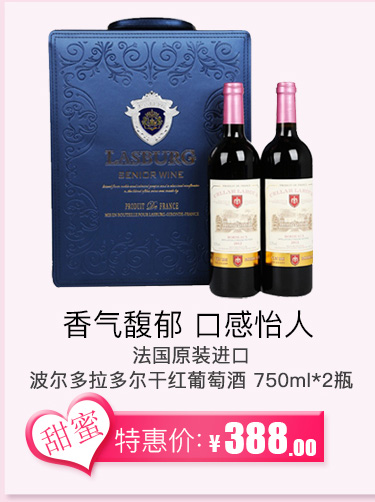 LASBURG
SENIOR WINE
PRODUIT De FRANCE
香气馥郁 口感怡人
法国原装进口
波尔多拉多尔干红葡萄酒 750ml*2瓶
甜蜜
特惠价:¥388.00